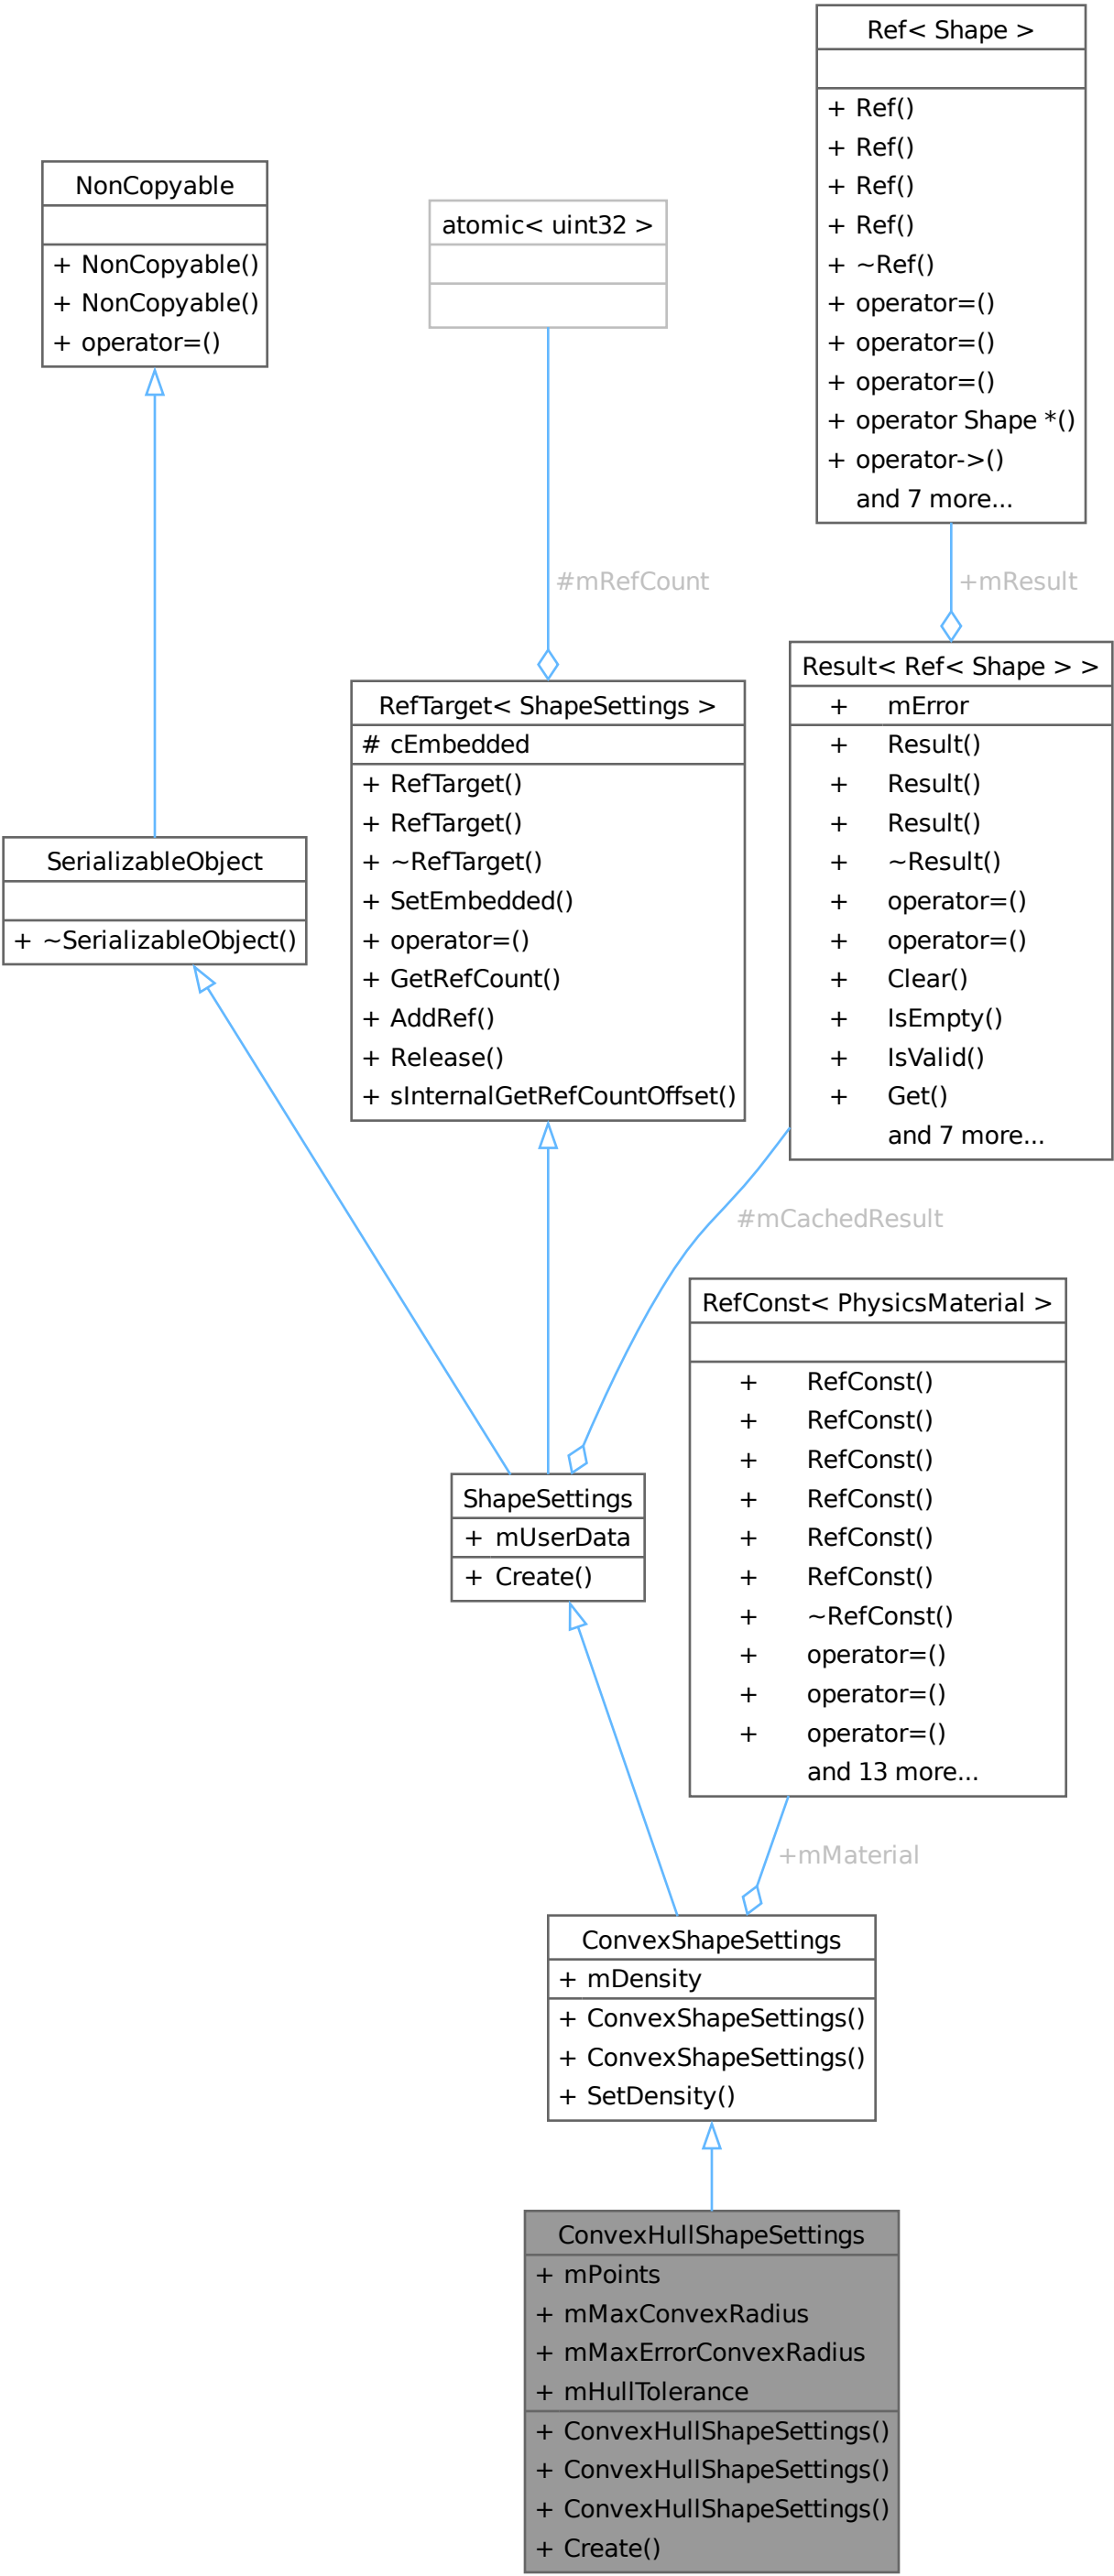 Ref< Shape >
+ Ref()
+ Ref()
+ Ref()
+ Ref()
+ ~Ref()
+ operator=()
+ operator=()
+ operator=()
+ operator Shape *()
+ operator->()
and 7 more...
NonCopyable
+ NonCopyable()
+ NonCopyable()
+ operator=()
atomic< uint32 >
#mRefCount
+mResult
Result< Ref< Shape > >
+ mError
+ Result()
+ Result()
+ Result()
+ ~Result()
+ operator=()
+ operator=()
+ Clear()
+ IsEmpty()
+ IsValid()
+ Get()
and 7 more...
RefTarget< ShapeSettings >
# cEmbedded
+ RefTarget()
+ RefTarget()
+ ~RefTarget()
+ SetEmbedded()
+ operator=()
+ GetRefCount()
+ AddRef()
+ Release()
+ sInternalGetRefCountOffset()
SerializableObject
+ ~SerializableObject()
#mCachedResult
RefConst< PhysicsMaterial >
+ RefConst()
+ RefConst()
+ RefConst()
+ RefConst()
+ RefConst()
+ RefConst()
+ ~RefConst()
+ operator=()
+ operator=()
+ operator=()
and 13 more...
ShapeSettings
+ mUserData
+ Create()
+mMaterial
ConvexShapeSettings
+ mDensity
+ ConvexShapeSettings()
+ ConvexShapeSettings()
+ SetDensity()
ConvexHullShapeSettings
+ mPoints
+ mMaxConvexRadius
+ mMaxErrorConvexRadius
+ mHullTolerance
+ ConvexHullShapeSettings()
+ ConvexHullShapeSettings()
+ ConvexHullShapeSettings()
+ Create()